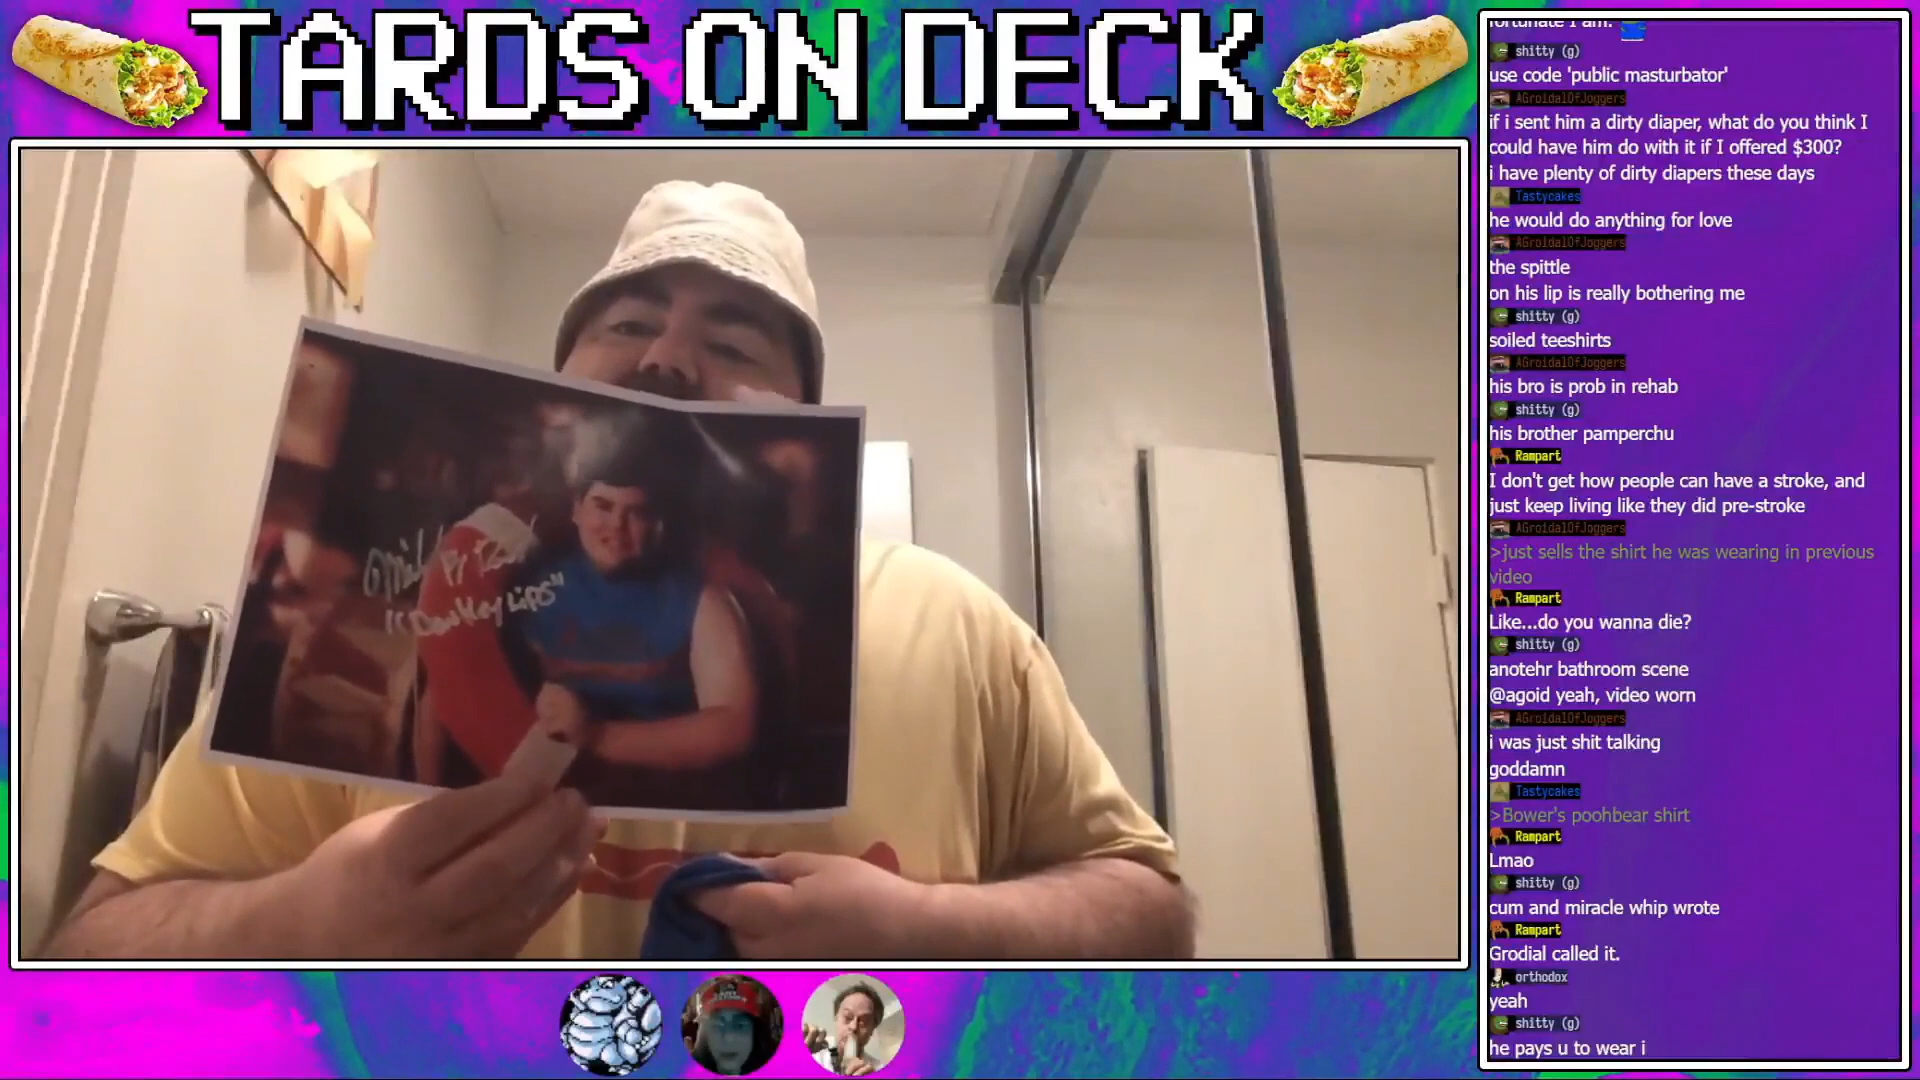 TARDS ON DECK
"Donkey Lips"
fortunate I am.
shitty (g)
use code 'public masturbator'
AGroidalOfJoggers
if i sent him a dirty diaper, what do you think I
could have him do with it if I offered $300?
i have plenty of dirty diapers these days
Tastycakes
he would do anything for love
AGroidalOfJoggers
the spittle
on his lip is really bothering me
shitty (g)
soiled teeshirts
AGroidalOfJoggers
his bro is prob in rehab
shitty (g)
his brother pamperchu
Rampart
I don't get how people can have a stroke, and
just keep living like they did pre-stroke
AGroidalOfJoggers
>just sells the shirt he was wearing in previous
video
Rampart
Like...do you wanna die?
shitty (g)
anotehr bathroom scene
@agoid yeah, video worn
AGroidalOfJoggers
i was just shit talking
goddamn
Tastycakes
>Bower's poohbear shirt
Rampart
Lmao
shitty (g)
cum and miracle whip wrote
Rampart
Grodial called it.
orthodox
yeah
shitty (g)
he pays u to wear i